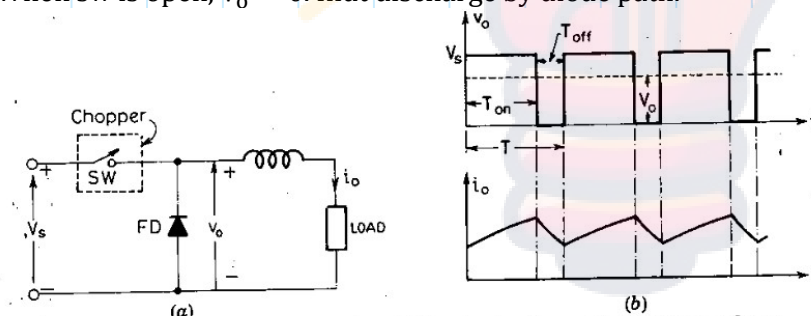 When SW is open, V₀ = 0. Ind discharge by diode path.
Chopper
SW
+
+
Vs
FD
v₀
i₀
LOAD
−
−
(a)
v₀
Vs
Toff
Ton
V₀
T
i₀
(b)